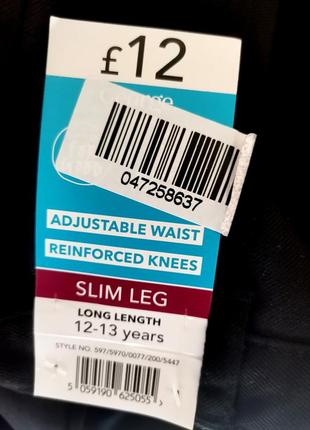 £12
047258637
ADJUSTABLE WAIST
REINFORCED KNEES
SLIM LEG
LONG LENGTH
12-13 years
STYLE NO. 597/5970/0077/200/5447
5 059190 625055 >